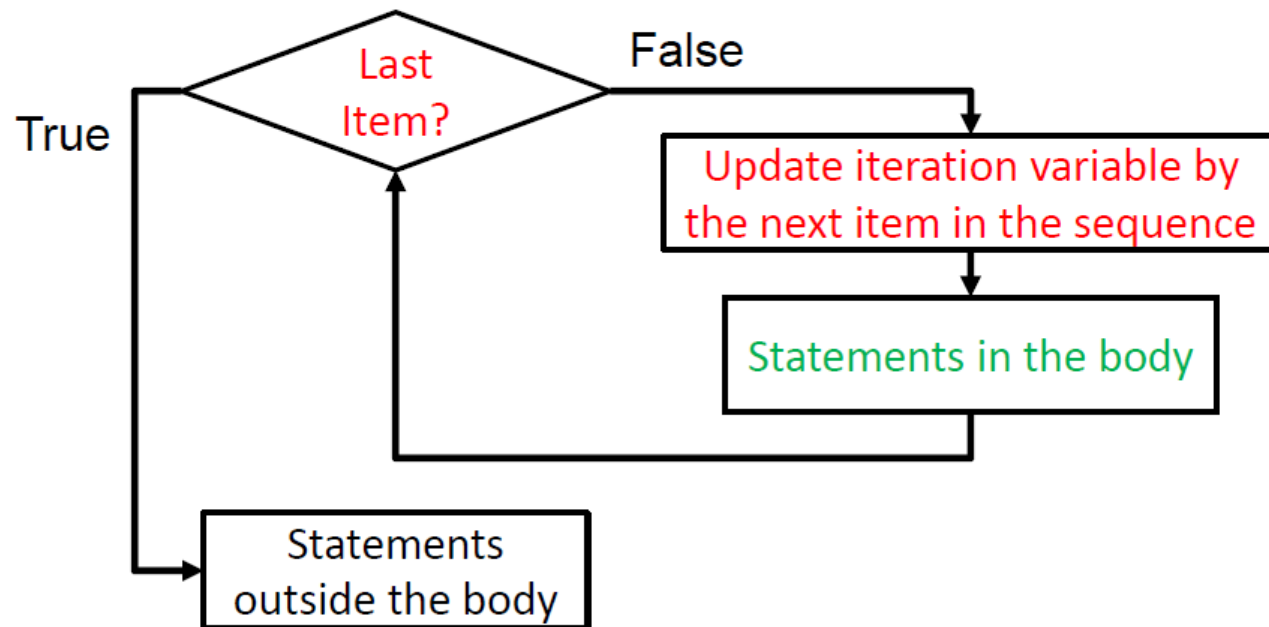 Last
Item?
False
True
Update iteration variable by
the next item in the sequence
Statements in the body
Statements
outside the body